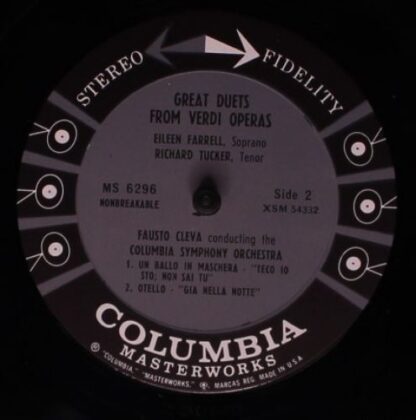 STEREO FIDELITY
GREAT DUETS
FROM VERDI OPERAS
EILEEN FARRELL, Soprano
RICHARD TUCKER, Tenor
MS 6296
NONBREAKABLE
Side 2
XSM 54332
FAUSTO CLEVA conducting the
COLUMBIA SYMPHONY ORCHESTRA
1. UN BALLO IN MASCHERA - "TECO IO
STO; NON SAI TU"
2. OTELLO - "GIA NELLA NOTTE"
COLUMBIA
MASTERWORKS
Ⓡ "COLUMBIA" "MASTERWORKS," Ⓡ. MARCAS REG. MADE IN U.S.A.